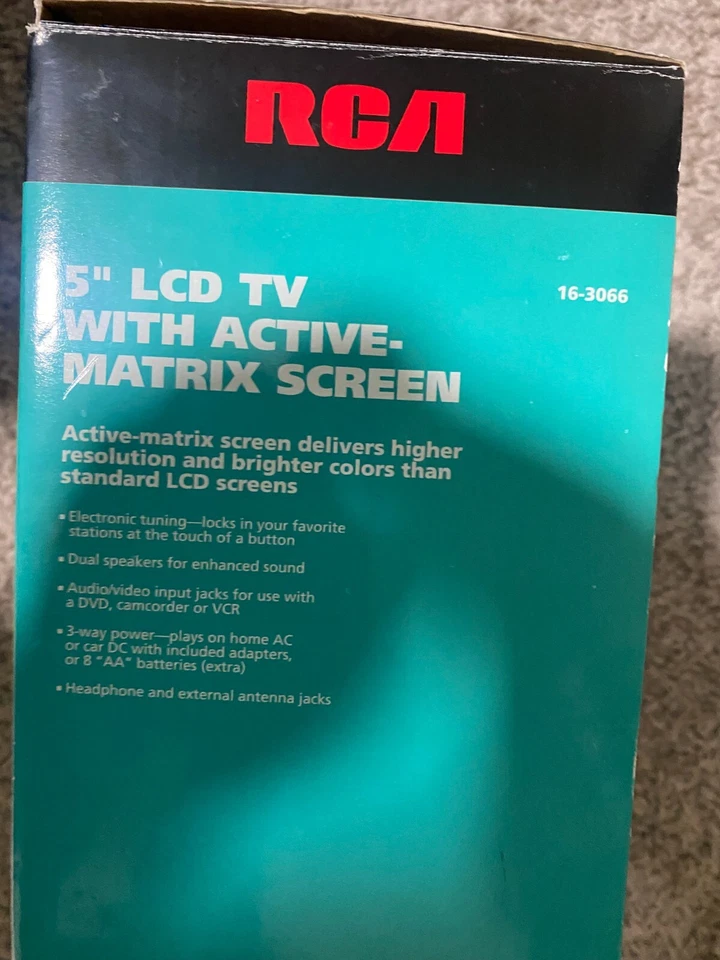 RCA
5" LCD TV
WITH ACTIVE-
MATRIX SCREEN
16-3066
Active-matrix screen delivers higher
resolution and brighter colors than
standard LCD screens
▪ Electronic tuning—locks in your favorite
stations at the touch of a button
▪ Dual speakers for enhanced sound
▪ Audio/video input jacks for use with
a DVD, camcorder or VCR
▪ 3-way power—plays on home AC
or car DC with included adapters,
or 8 "AA" batteries (extra)
▪ Headphone and external antenna jacks